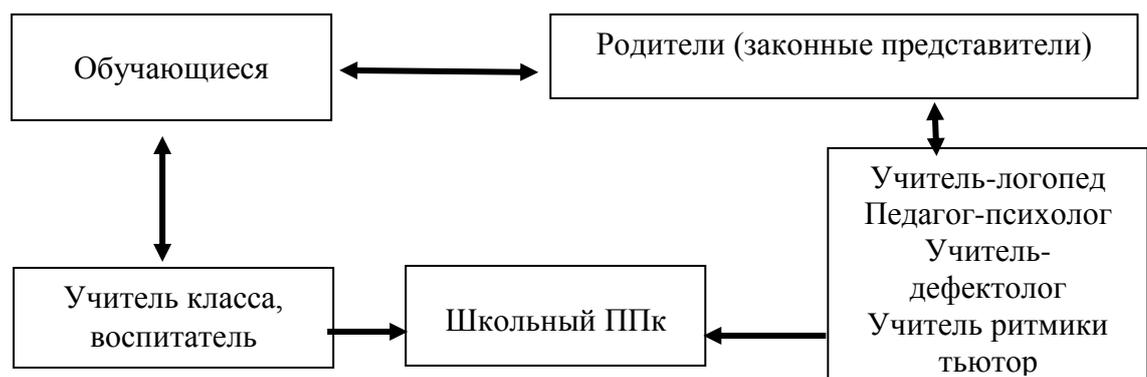 Обучающиеся
Родители (законные представители)
Учитель-логопед
Педагог-психолог
Учитель-
дефектолог
Учитель ритмики
тьютор
Учитель класса,
воспитатель
Школьный ППк